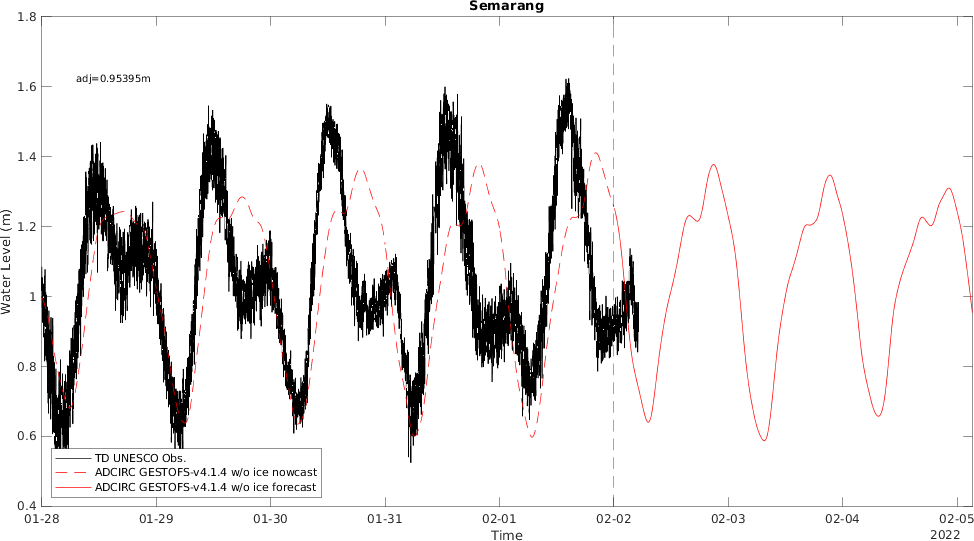 Semarang
1.8
1.6
1.4
1.2
1
0.8
0.6
0.4
Water Level (m)
adj=0.95395m
TD UNESCO Obs.
ADCIRC GESTOFS-v4.1.4 w/o ice nowcast
ADCIRC GESTOFS-v4.1.4 w/o ice forecast
01-28 01-29 01-30 01-31 02-01 02-02 02-03 02-04 02-05
Time
2022